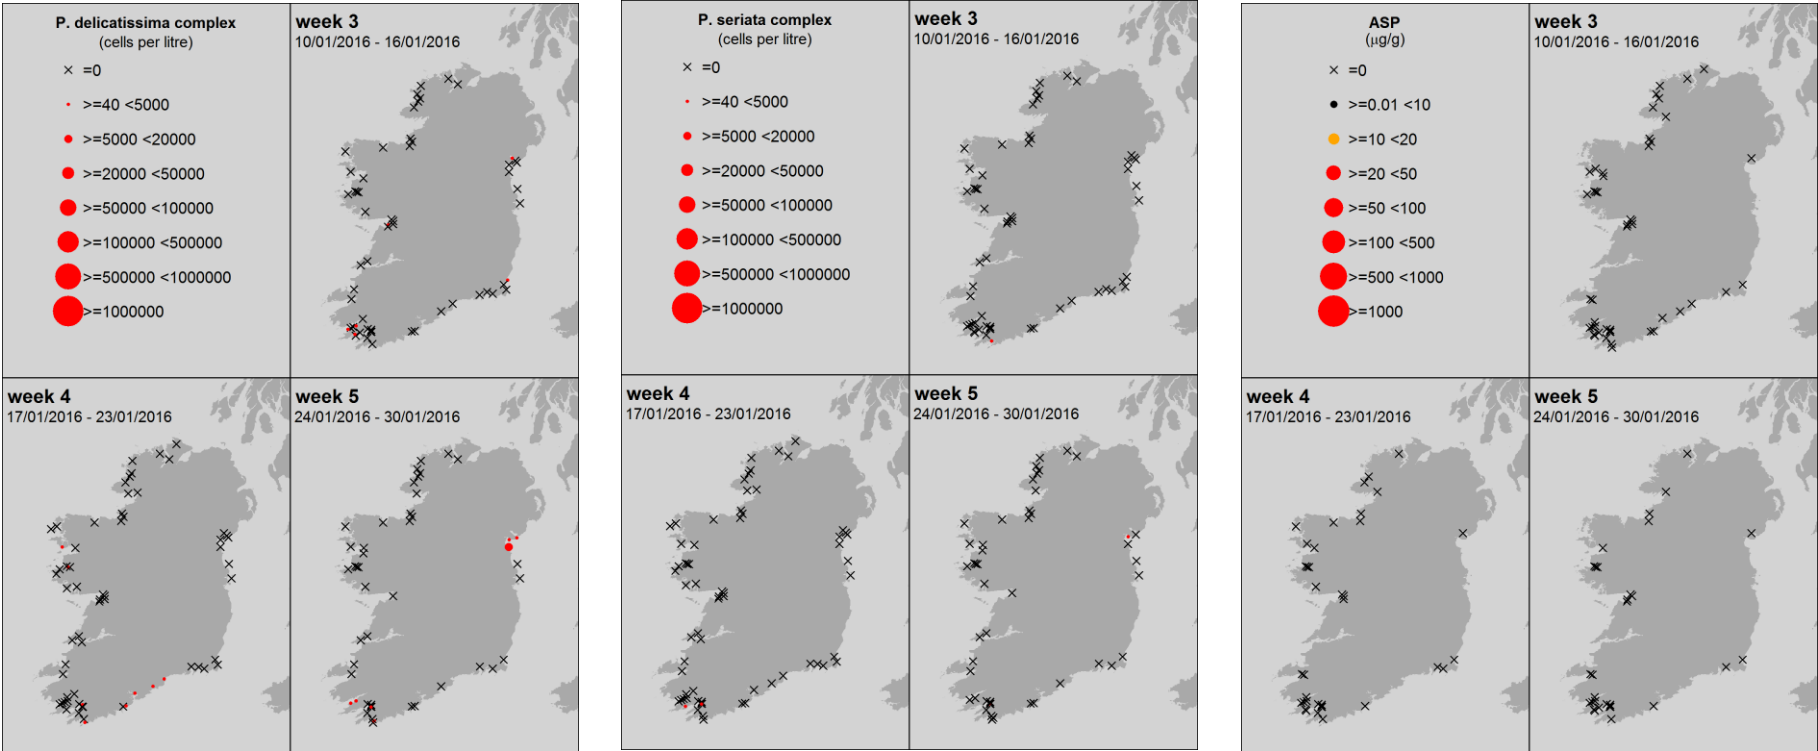 P. delicatissima complex
(cells per litre)
=0
>=40 <5000
>=5000 <20000
>=20000 <50000
>=50000 <100000
>=100000 <500000
>=500000 <1000000
>=1000000
week 3
10/01/2016 - 16/01/2016
week 4
17/01/2016 - 23/01/2016
week 5
24/01/2016 - 30/01/2016
P. seriata complex
(cells per litre)
=0
>=40 <5000
>=5000 <20000
>=20000 <50000
>=50000 <100000
>=100000 <500000
>=500000 <1000000
>=1000000
week 3
10/01/2016 - 16/01/2016
week 4
17/01/2016 - 23/01/2016
week 5
24/01/2016 - 30/01/2016
ASP
(µg/g)
=0
>=0.01 <10
>=10 <20
>=20 <50
>=50 <100
>=100 <500
>=500 <1000
>=1000
week 3
10/01/2016 - 16/01/2016
week 4
17/01/2016 - 23/01/2016
week 5
24/01/2016 - 30/01/2016